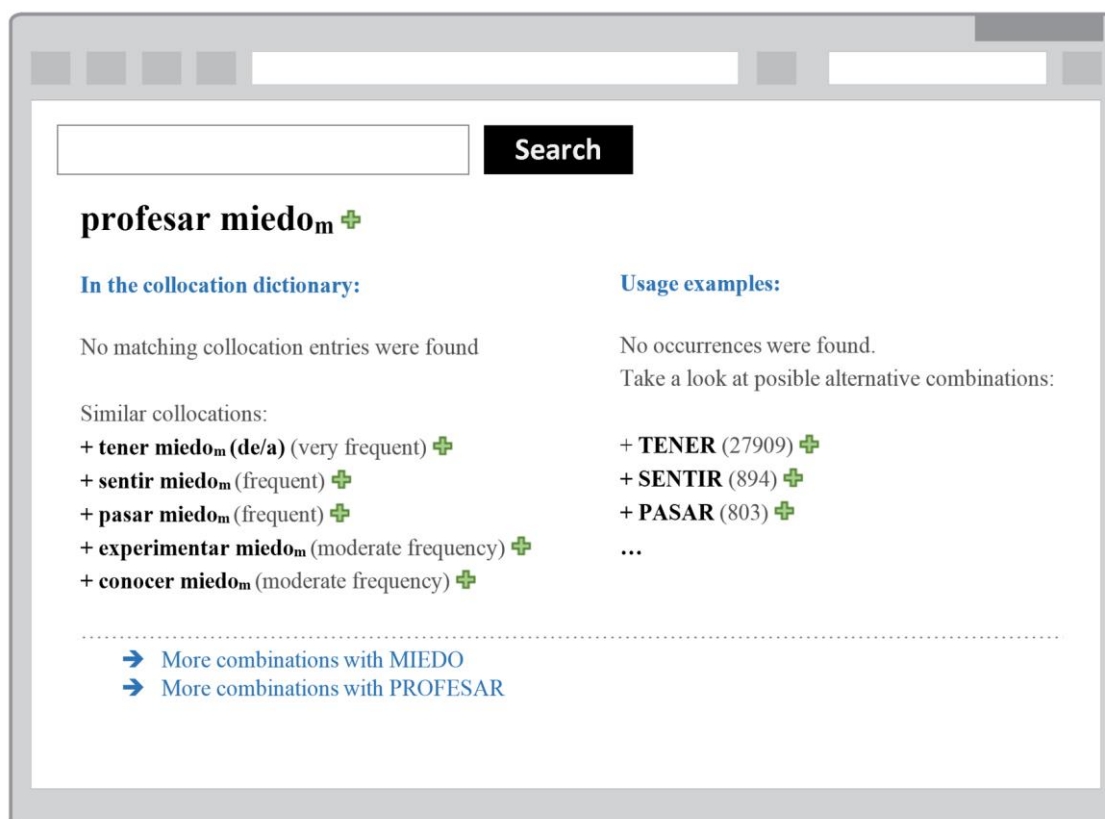 Search
profesar miedom
In the collocation dictionary:
No matching collocation entries were found
Similar collocations:
+ tener miedom (de/a) (very frequent)
+ sentir miedom (frequent)
+ pasar miedom (frequent)
+ experimentar miedom (moderate frequency)
+ conocer miedom (moderate frequency)
Usage examples:
No occurrences were found.
Take a look at posible alternative combinations:
+ TENER (27909)
+ SENTIR (894)
+ PASAR (803)
...
➔ More combinations with MIEDO
➔ More combinations with PROFESAR